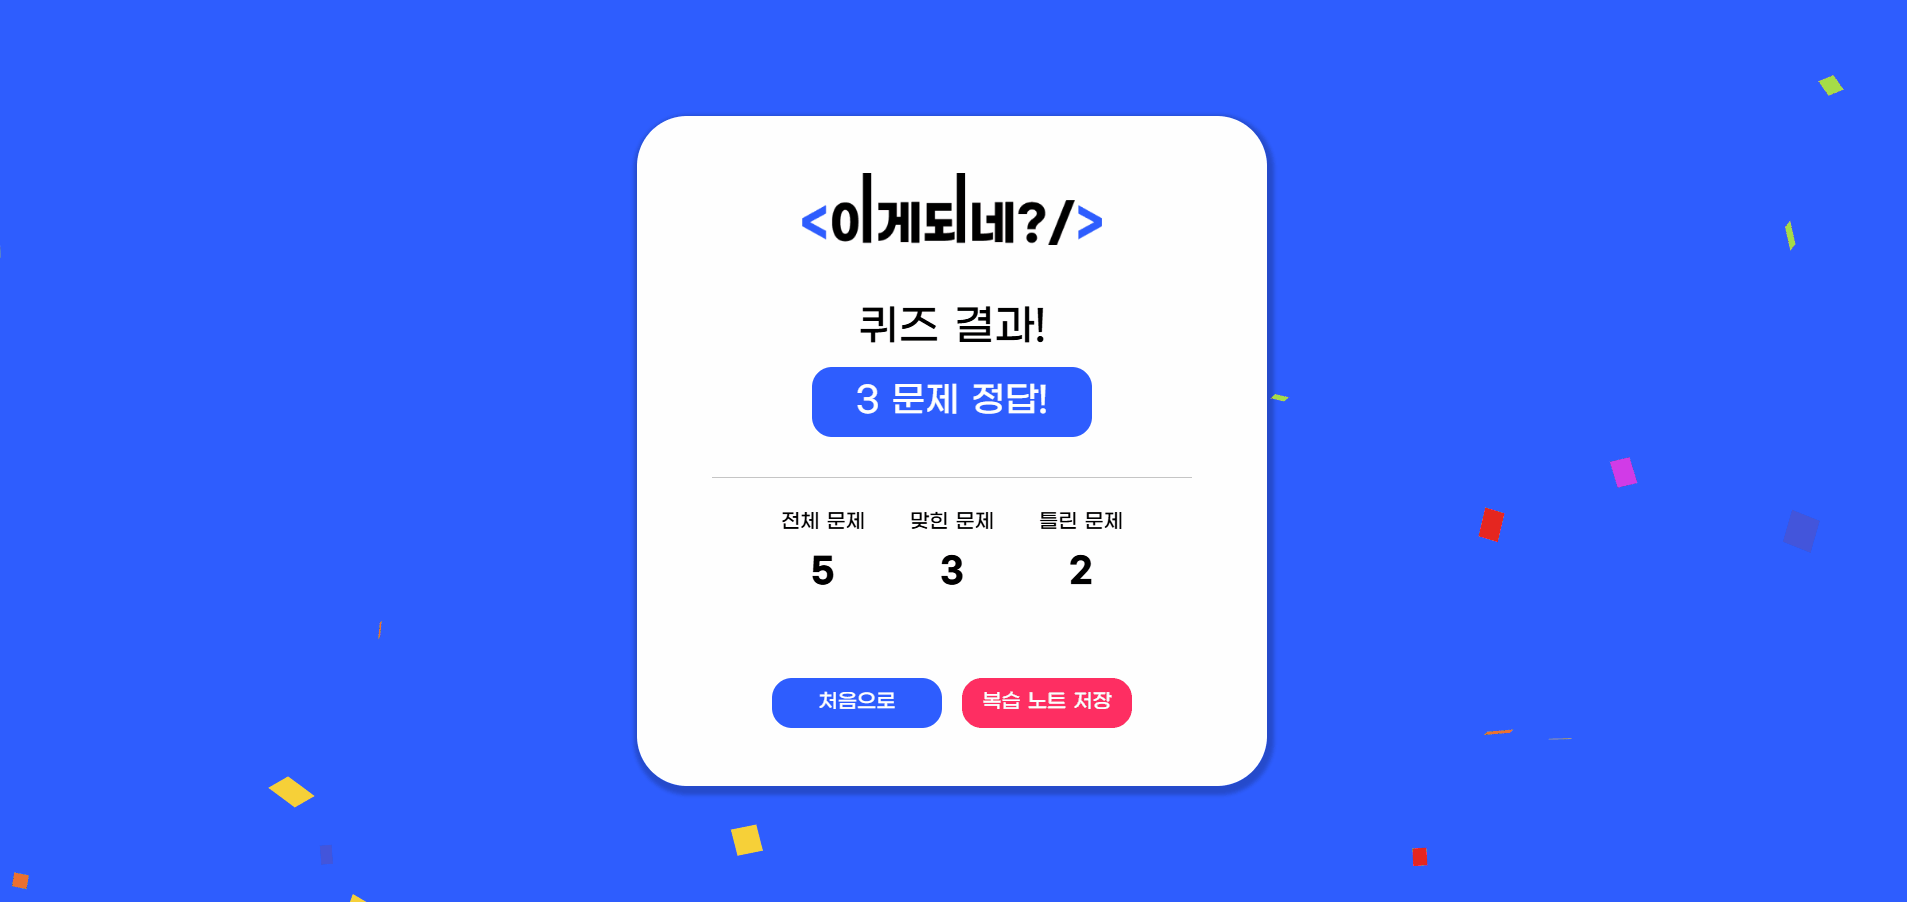 <이게되네?/>
퀴즈 결과!
3 문제 정답!
전체 문제 맞힌 문제 틀린 문제
5 3 2
처음으로 복습 노트 저장